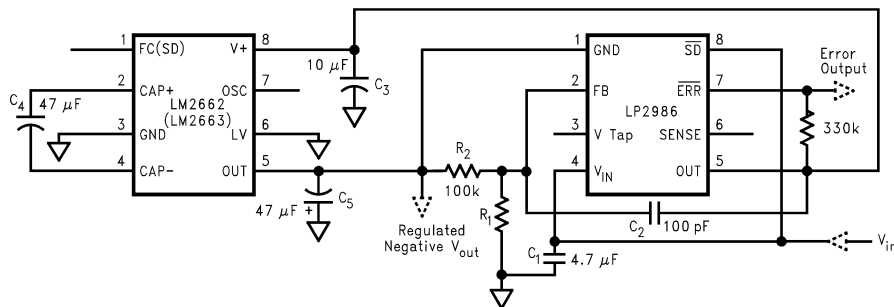 1
FC(SD)
V+
8
2
CAP+
OSC
7
LM2662
(LM2663)
3
GND
LV
6
4
CAP-
OUT
5
C4
47 µF
10 µF
C3
47 µF +
C5
R2
100k
R1
Regulated
Negative Vout
1
GND
SD
8
2
FB
ERR
7
LP2986
3
V Tap
SENSE
6
4
VIN
OUT
5
Error
Output
330k
C2
100 pF
C1
4.7 µF
Vin